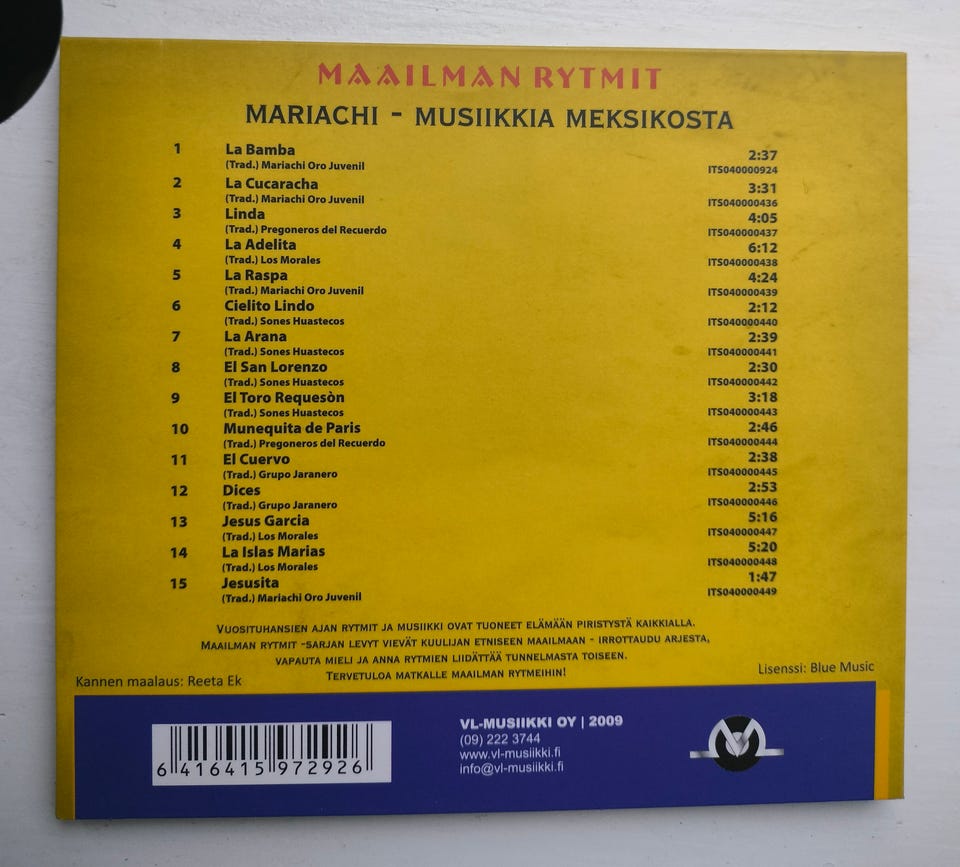 MAAILMAN RYTMIT
MARIACHI - MUSIIKKIA MEKSIKOSTA
1 La Bamba 2:37
(Trad.) Mariachi Oro Juvenil ITS040000924
2 La Cucaracha 3:31
(Trad.) Mariachi Oro Juvenil ITS040000436
3 Linda 4:05
(Trad.) Pregoneros del Recuerdo ITS040000437
4 La Adelita 6:12
(Trad.) Los Morales ITS040000438
5 La Raspa 4:24
(Trad.) Mariachi Oro Juvenil ITS040000439
6 Cielito Lindo 2:12
(Trad.) Sones Huastecos ITS040000440
7 La Arana 2:39
(Trad.) Sones Huastecos ITS040000441
8 El San Lorenzo 2:30
(Trad.) Sones Huastecos ITS040000442
9 El Toro Requesòn 3:18
(Trad.) Sones Huastecos ITS040000443
10 Munequita de Paris 2:46
(Trad.) Pregoneros del Recuerdo ITS040000444
11 El Cuervo 2:38
(Trad.) Grupo Jaranero ITS040000445
12 Dices 2:53
(Trad.) Grupo Jaranero ITS040000446
13 Jesus Garcia 5:16
(Trad.) Los Morales ITS040000447
14 La Islas Marias 5:20
(Trad.) Los Morales ITS040000448
15 Jesusita 1:47
(Trad.) Mariachi Oro Juvenil ITS040000449
VUOSITUHANSIEN AJAN RYTMIT JA MUSIIKKI OVAT TUONEET ELÄMÄÄN PIRISTYSTÄ KAIKKIALLA.
MAAILMAN RYTMIT -SARJAN LEVYT VIEVÄT KUULIJAN ETNISEEN MAAILMAAN - IRROTTAUDU ARJESTA,
VAPAUTA MIELI JA ANNA RYTMIEN LIIDÄTTÄÄ TUNNELMASTA TOISEEN.
TERVETULOA MATKALLE MAAILMAN RYTMEIHIN!
Kannen maalaus: Reeta Ek
Lisenssi: Blue Music
VL-MUSIIKKI OY | 2009
(09) 222 3744
www.vl-musiikki.fi
info@vl-musiikki.fi
6 416415 972926